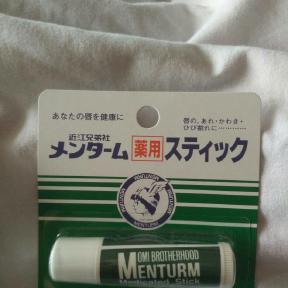 あなたの唇を健康に
唇の、あれ・かわき・
ひび割れに…………
近江兄弟社
メンターム 薬用 スティック
MENTURM
OMI BROTHERHOOD
MENTURM
Medicated Stick